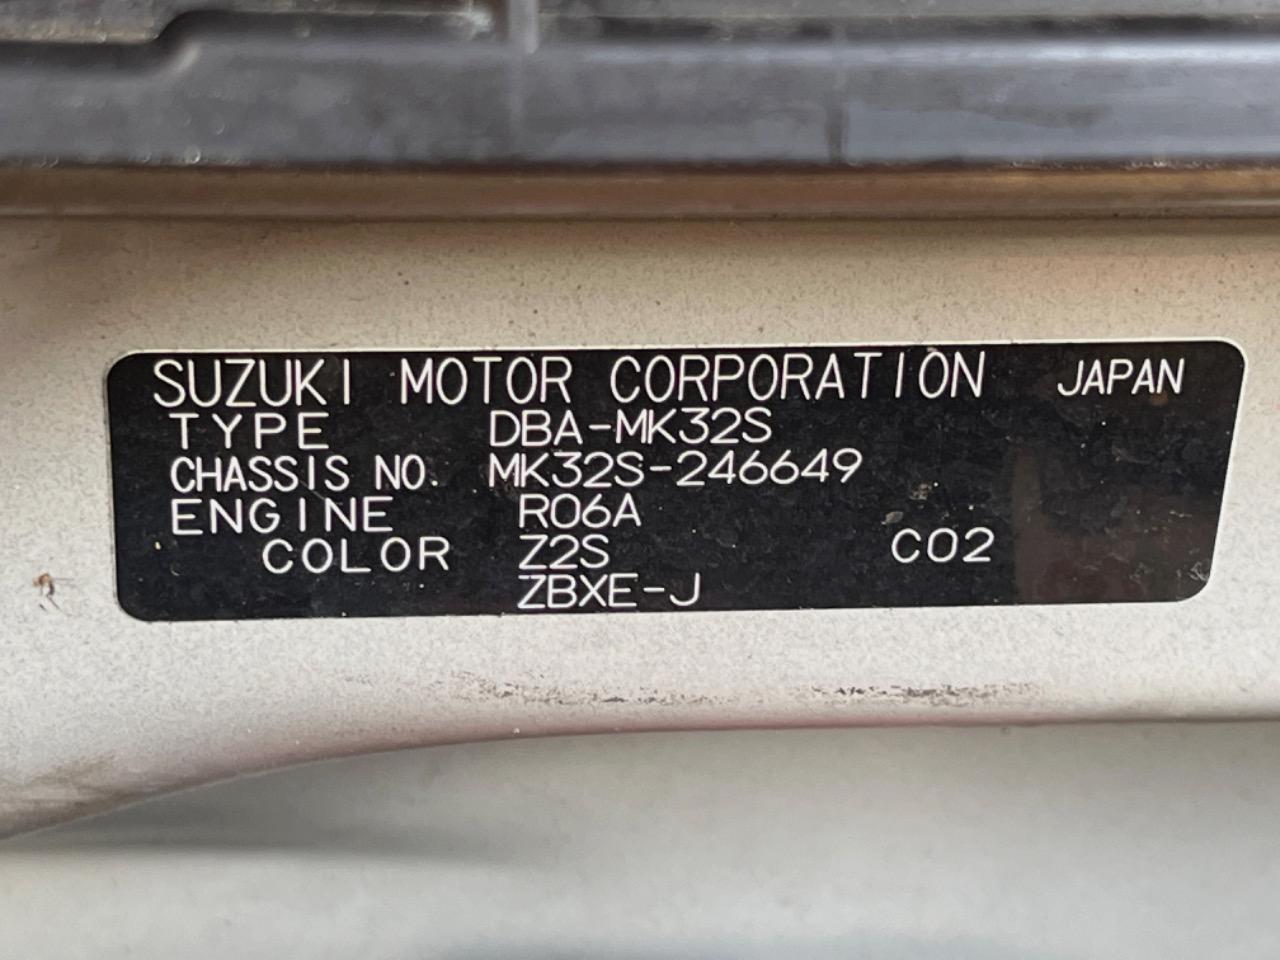 SUZUKI MOTOR CORPORATION JAPAN
TYPE DBA-MK32S
CHASSIS NO. MK32S-246649
ENGINE R06A
COLOR Z2S C02
ZBXE-J